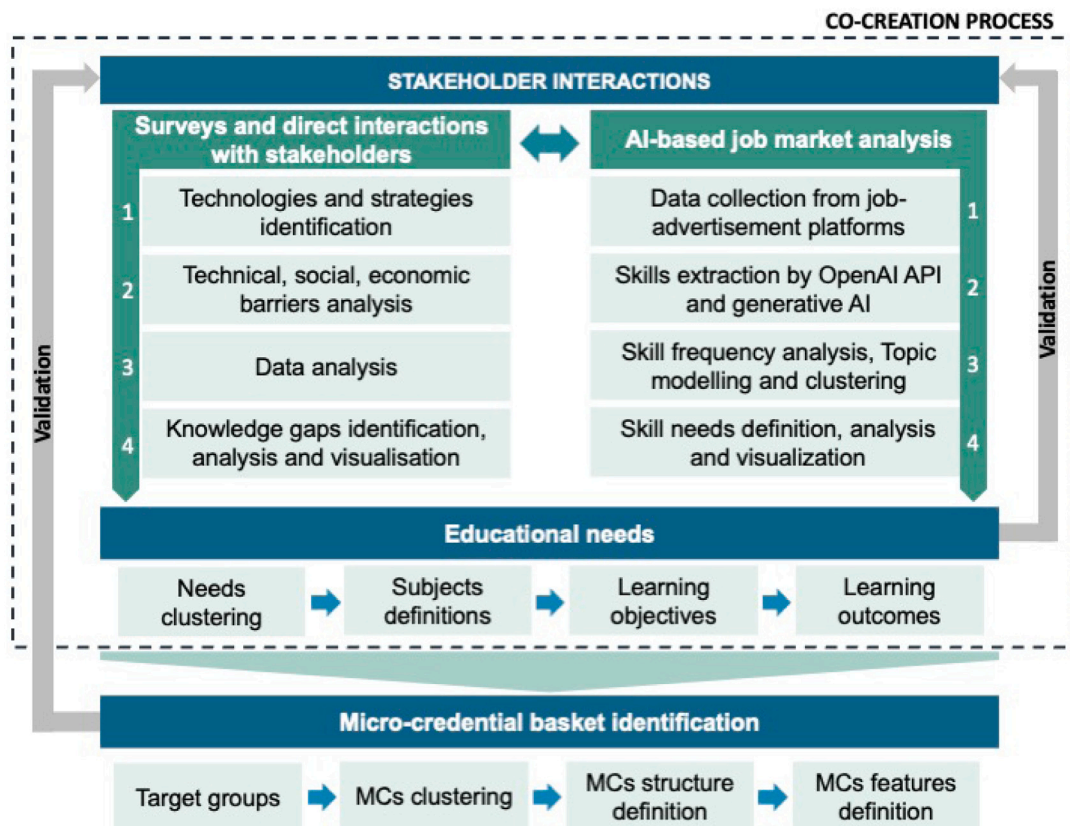 CO-CREATION PROCESS
STAKEHOLDER INTERACTIONS
Surveys and direct interactions
with stakeholders
1
Technologies and strategies
identification
2
Technical, social, economic
barriers analysis
3
Data analysis
4
Knowledge gaps identification,
analysis and visualisation
AI-based job market analysis
Data collection from job-
advertisement platforms
1
Skills extraction by OpenAI API
and generative AI
2
Skill frequency analysis, Topic
modelling and clustering
3
Skill needs definition, analysis
and visualization
4
Validation
Validation
Educational needs
Needs
clustering
Subjects
definitions
Learning
objectives
Learning
outcomes
Micro-credential basket identification
Target groups
MCs clustering
MCs structure
definition
MCs features
definition